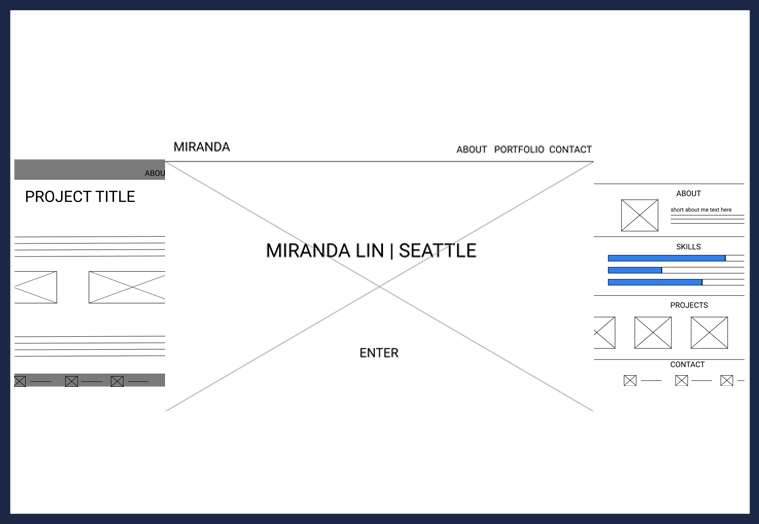 MIRANDA
ABOUT PORTFOLIO CONTACT
MIRANDA LIN | SEATTLE
ENTER
ABOU
PROJECT TITLE
ABOUT
short about me text here
SKILLS
PROJECTS
CONTACT